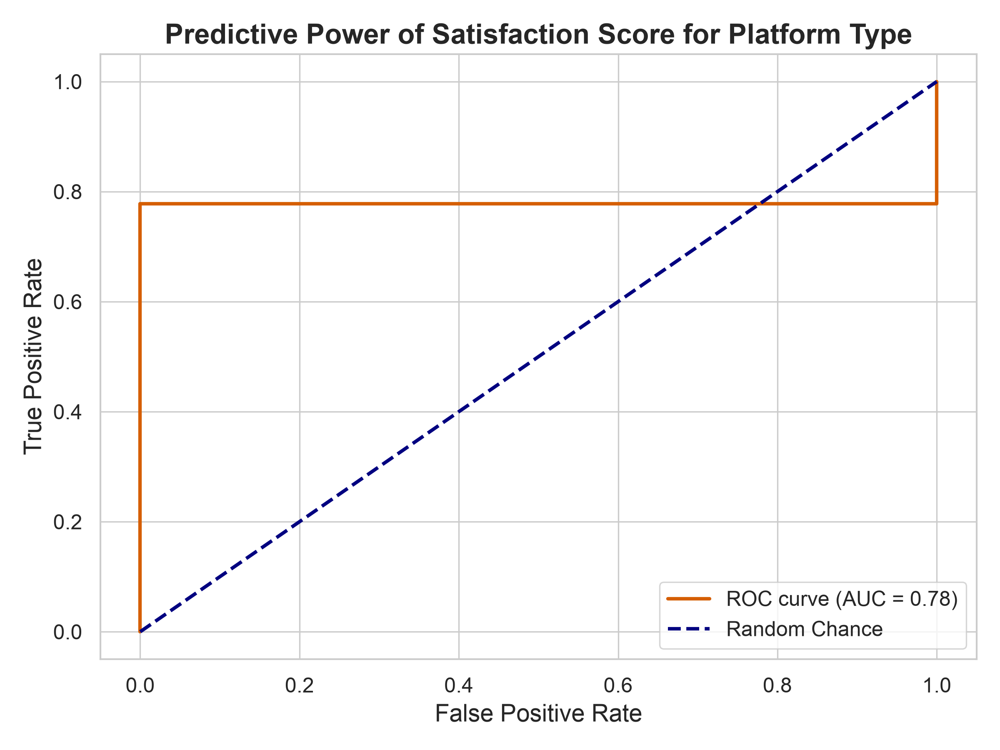 Predictive Power of Satisfaction Score for Platform Type
True Positive Rate
1.0
0.8
0.6
0.4
0.2
0.0
ROC curve (AUC = 0.78)
Random Chance
0.0 0.2 0.4 0.6 0.8 1.0
False Positive Rate